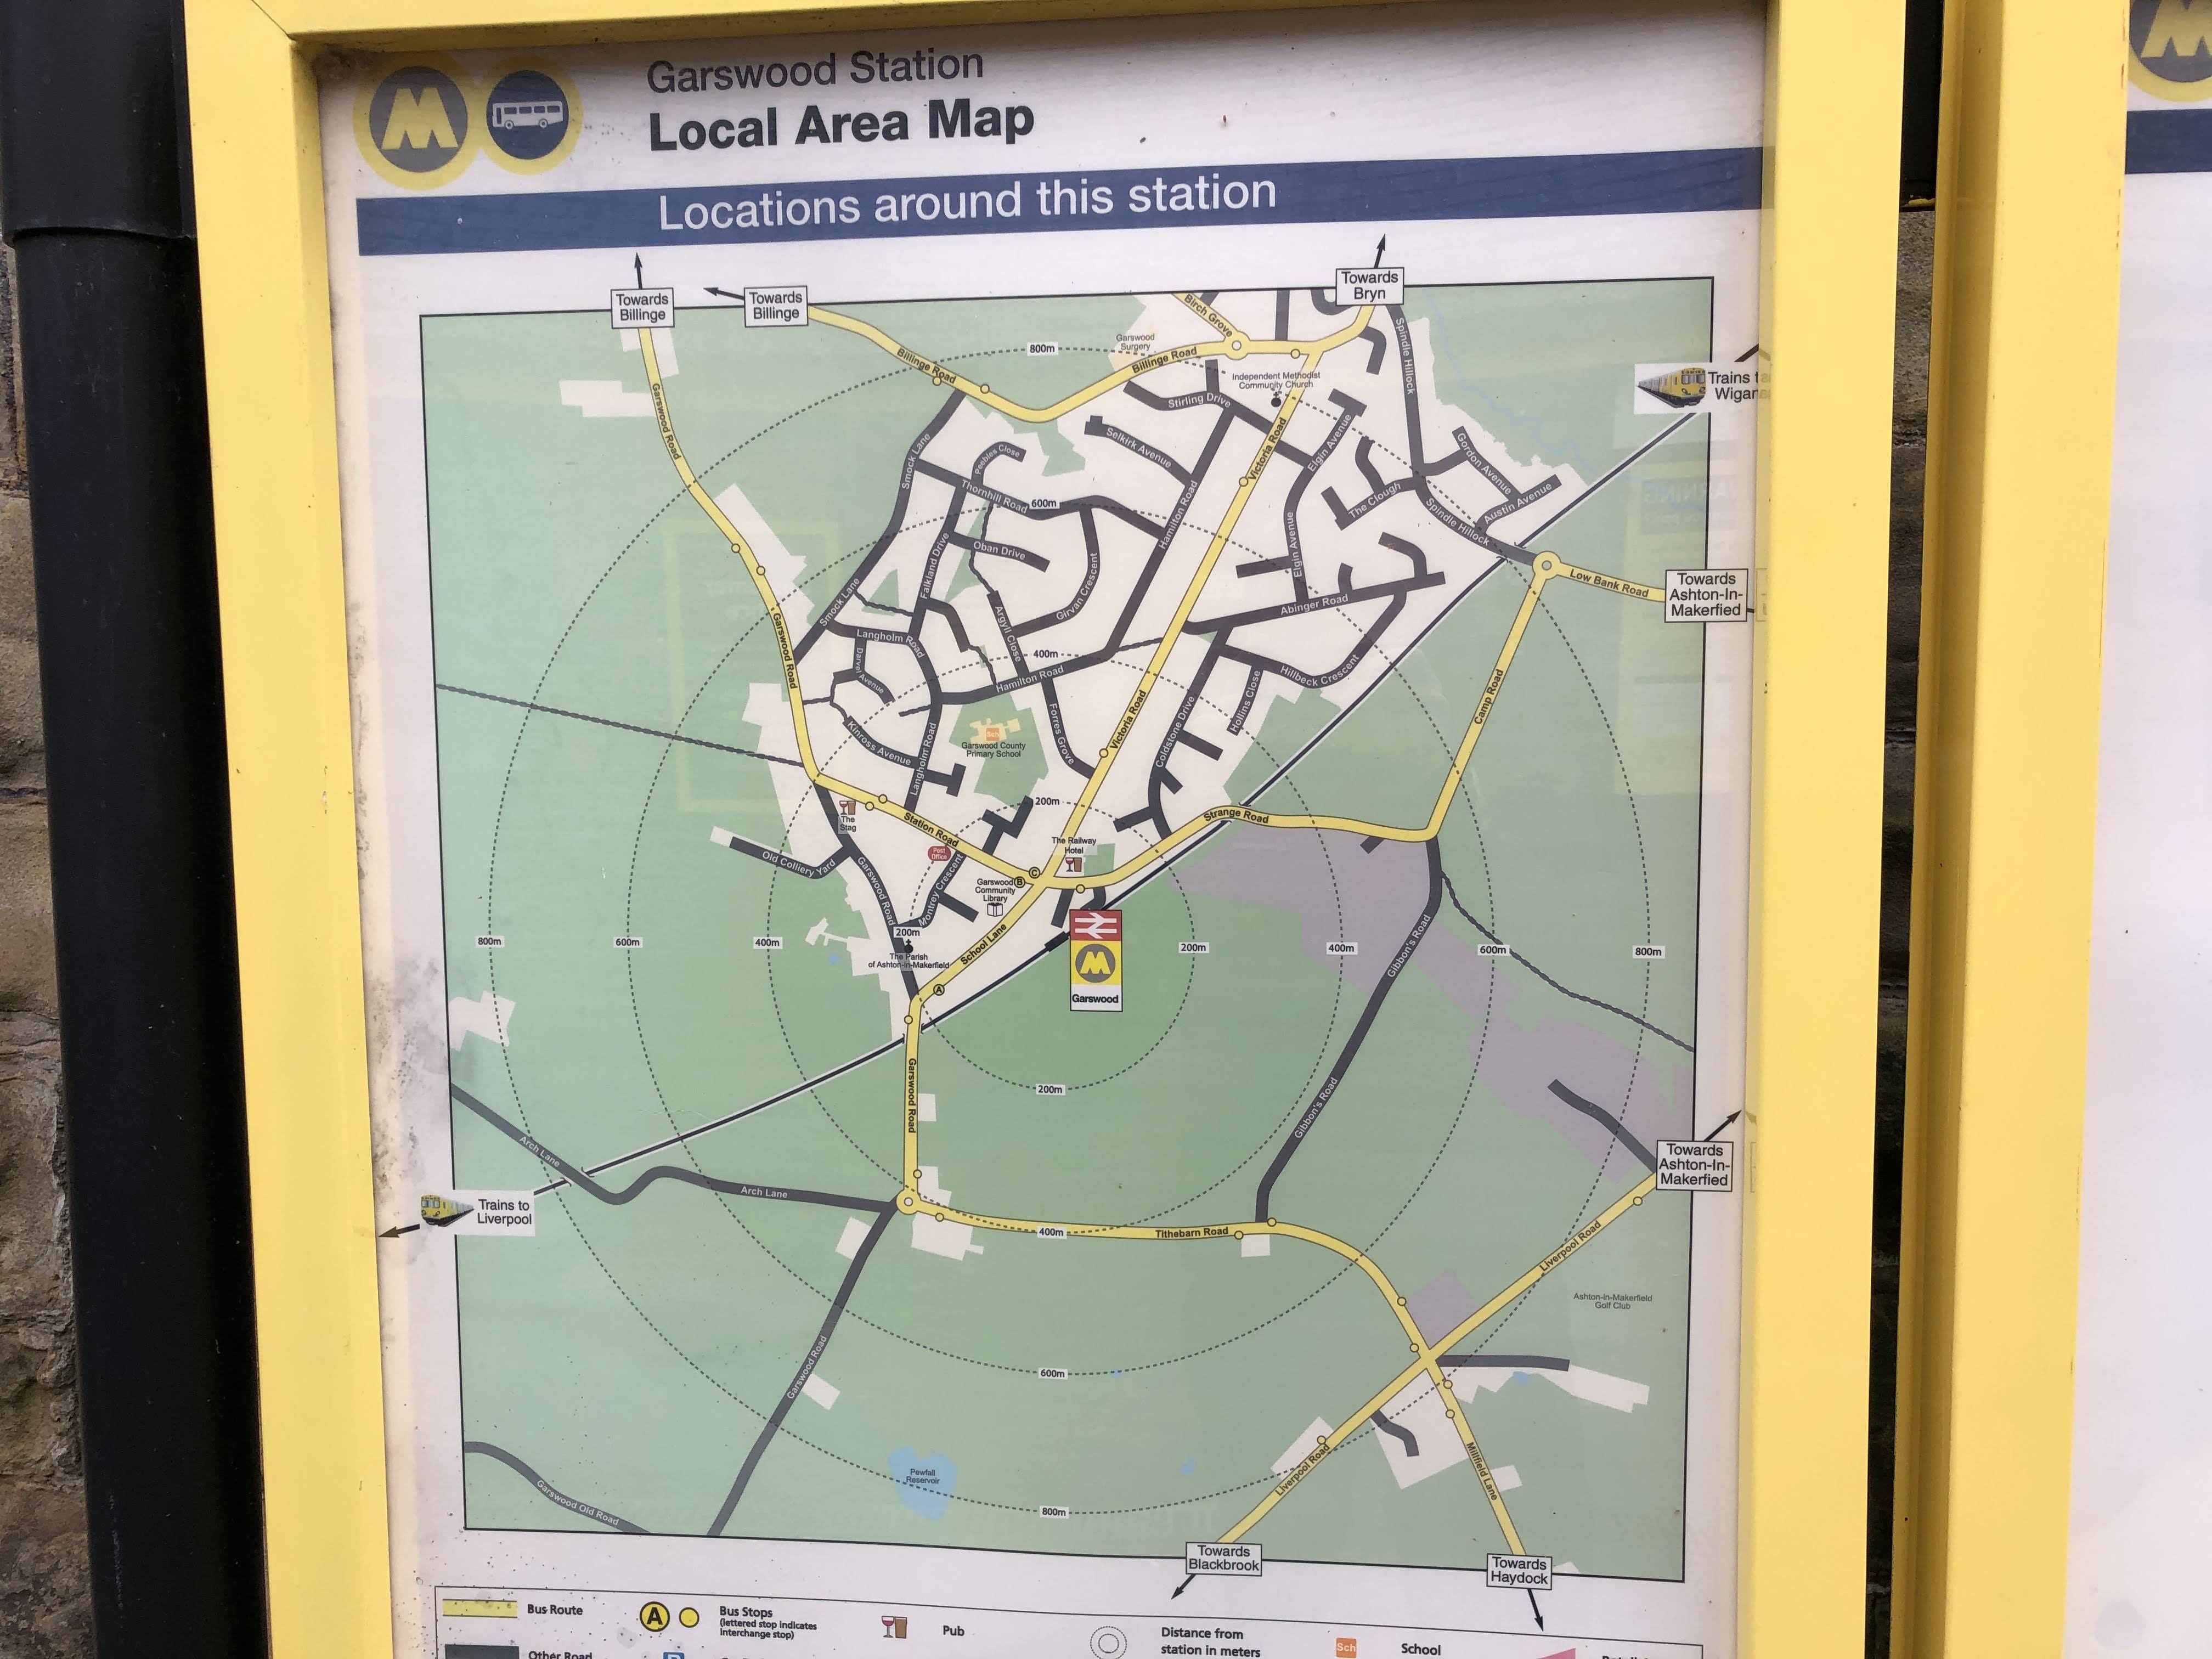 Garswood Station
Local Area Map
Locations around this station
Towards
Billinge
Towards
Billinge
Towards
Bryn
Birch Grove
Garswood
Surgery
800m
Billinge Road
Billinge Road
Spindle Hillock
Independent Methodist
Community Church
Trains
Wigan
Garswood Road
Stirling Drive
Smock Lane
Peebles Close
Selkirk Avenue
Victoria Road
Elgin Avenue
Gordon Avenue
Thornhill Road
600m
Hamilton Road
The Clough
Austin Avenue
Spindle Hillock
Oban Drive
Falkland Drive
Elgin Avenue
Low Bank Road
Towards
Ashton-In-
Makerfied
Smock Lane
Girvan Crescent
Argyll Close
Abinger Road
Garswood Road
Langholm Road
Darvel
Avenue
400m
Hamilton Road
Hillbeck Crescent
Hollins Close
Camp Road
Forres Grove
Victoria Road
Coldstone Drive
Kinross Avenue
Langholm Road
Sch
Garswood County
Primary School
200m
The
Stag
Station Road
Strange Road
Post
Office
The Railway
Hotel
Old Colliery Yard
Garswood Road
Montrey Crescent
Garswood
Community
Library
B
C
School Lane
200m
The Parish
of Ashton-in-Makerfield
A
800m
600m
400m
200m
400m
600m
800m
Garswood
Gibbon's Road
Garswood Road
200m
Gibbon's Road
Arch Lane
Arch Lane
Trains to
Liverpool
Towards
Ashton-In-
Makerfied
400m
Tithebarn Road
Liverpool Road
Ashton-in-Makerfield
Golf Club
Garswood Road
600m
Pewfall
Reservoir
Liverpool Road
Millfield Lane
Garswood Old Road
800m
Towards
Blackbrook
Towards
Haydock
Bus Route
A
Bus Stops
(lettered stop indicates
interchange stop)
Pub
Distance from
station in meters
Sch
School
Other Road